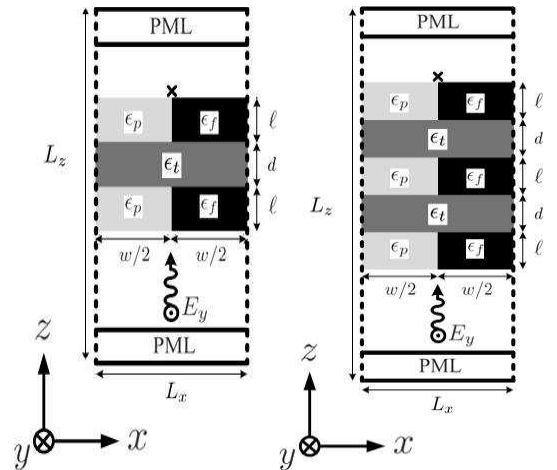 PML
ϵ_p ϵ_f ℓ
L_z ϵ_t d
ϵ_p ϵ_f ℓ
w/2 w/2
E_y
PML
L_x
z
y x
PML
ϵ_p ϵ_f ℓ
ϵ_t d
ϵ_p ϵ_f ℓ
L_z ϵ_t d
ϵ_p ϵ_f ℓ
w/2 w/2
E_y
PML
L_x
z
y x